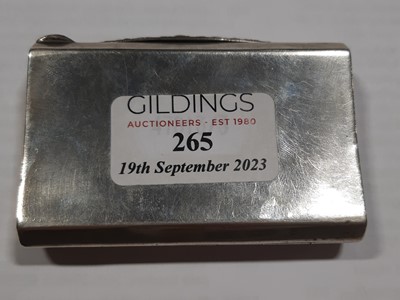 GILDINGS
AUCTIONEERS - EST 1980
265
19th September 2023